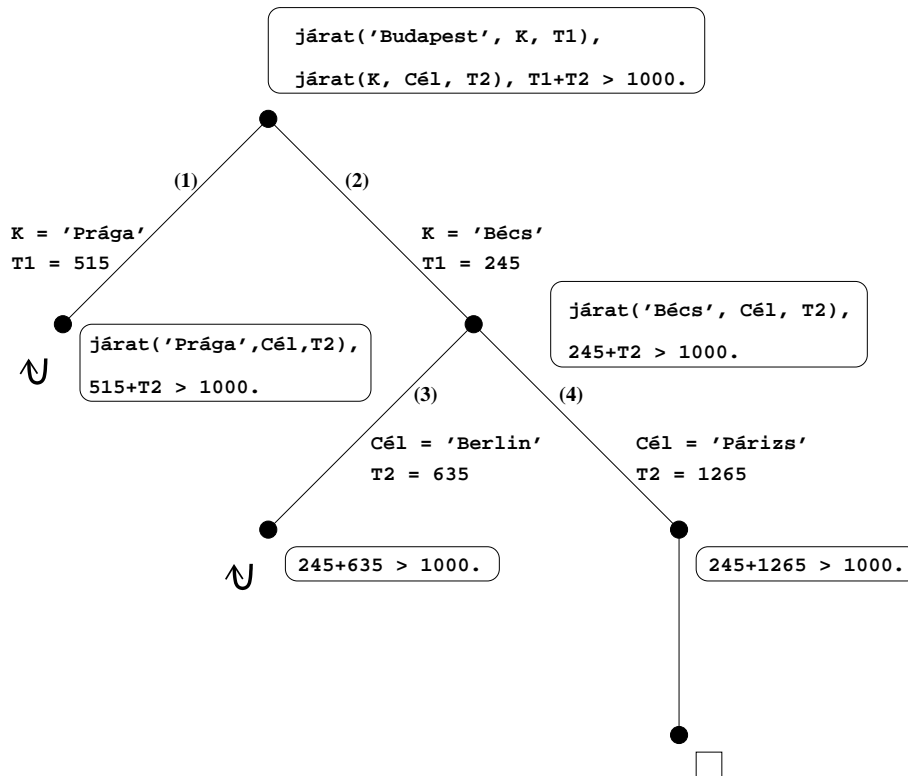 járat('Budapest', K, T1),
járat(K, Cél, T2), T1+T2 > 1000.
(1)
(2)
K = 'Prága'
T1 = 515
K = 'Bécs'
T1 = 245
járat('Prága',Cél,T2),
515+T2 > 1000.
járat('Bécs', Cél, T2),
245+T2 > 1000.
(3)
(4)
Cél = 'Berlin'
T2 = 635
Cél = 'Párizs'
T2 = 1265
245+635 > 1000.
245+1265 > 1000.